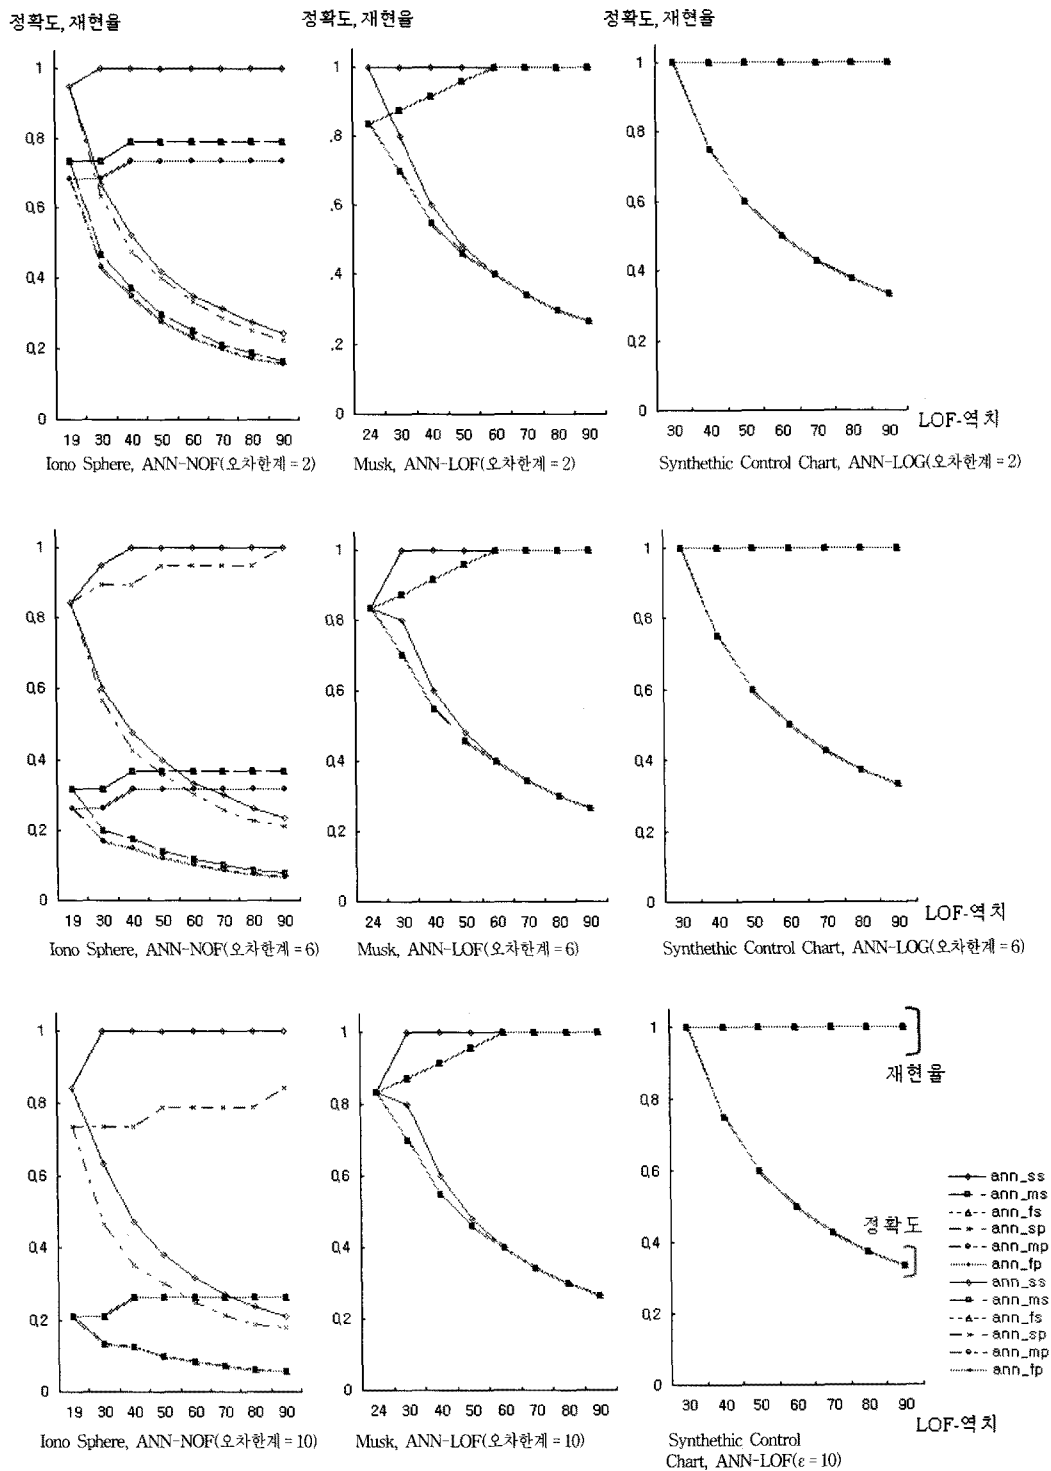 정확도, 재현율
정확도, 재현율
정확도, 재현율
1
0,8
0,6
0,4
0,2
0
19 30 40 50 60 70 80 90
Iono Sphere, ANN-NOF(오차한계 = 2)
1
,8
,6
,4
,2
0
24 30 40 50 60 70 80 90
Musk, ANN-LOF(오차한계 = 2)
1
0,8
0,6
0,4
0,2
0
30 40 50 60 70 80 90
LOF-역치
Synthethic Control Chart, ANN-LOG(오차한계 = 2)
1
0,8
0,6
0,4
0,2
0
19 30 40 50 60 70 80 90
Iono Sphere, ANN-NOF(오차한계 = 6)
1
0,8
0,6
0,4
0,2
0
24 30 40 50 60 70 80 90
Musk, ANN-LOF(오차한계 = 6)
1
0,8
0,6
0,4
0,2
0
30 40 50 60 70 80 90
LOF-역치
Synthethic Control Chart, ANN-LOG(오차한계 = 6)
1
0,8
0,6
0,4
0,2
0
19 30 40 50 60 70 80 90
Iono Sphere, ANN-NOF(오차한계 = 10)
1
0,8
0,6
0,4
0,2
0
24 30 40 50 60 70 80 90
Musk, ANN-LOF(오차한계 = 10)
1
0,8
0,6
0,4
0,2
0
30 40 50 60 70 80 90
재현율
정확도
LOF-역치
Synthethic Control
Chart, ANN-LOF(ε = 10)
ann_ss
ann_ms
ann_fs
ann_sp
ann_mp
ann_fp
ann_ss
ann_ms
ann_fs
ann_sp
ann_mp
ann_fp